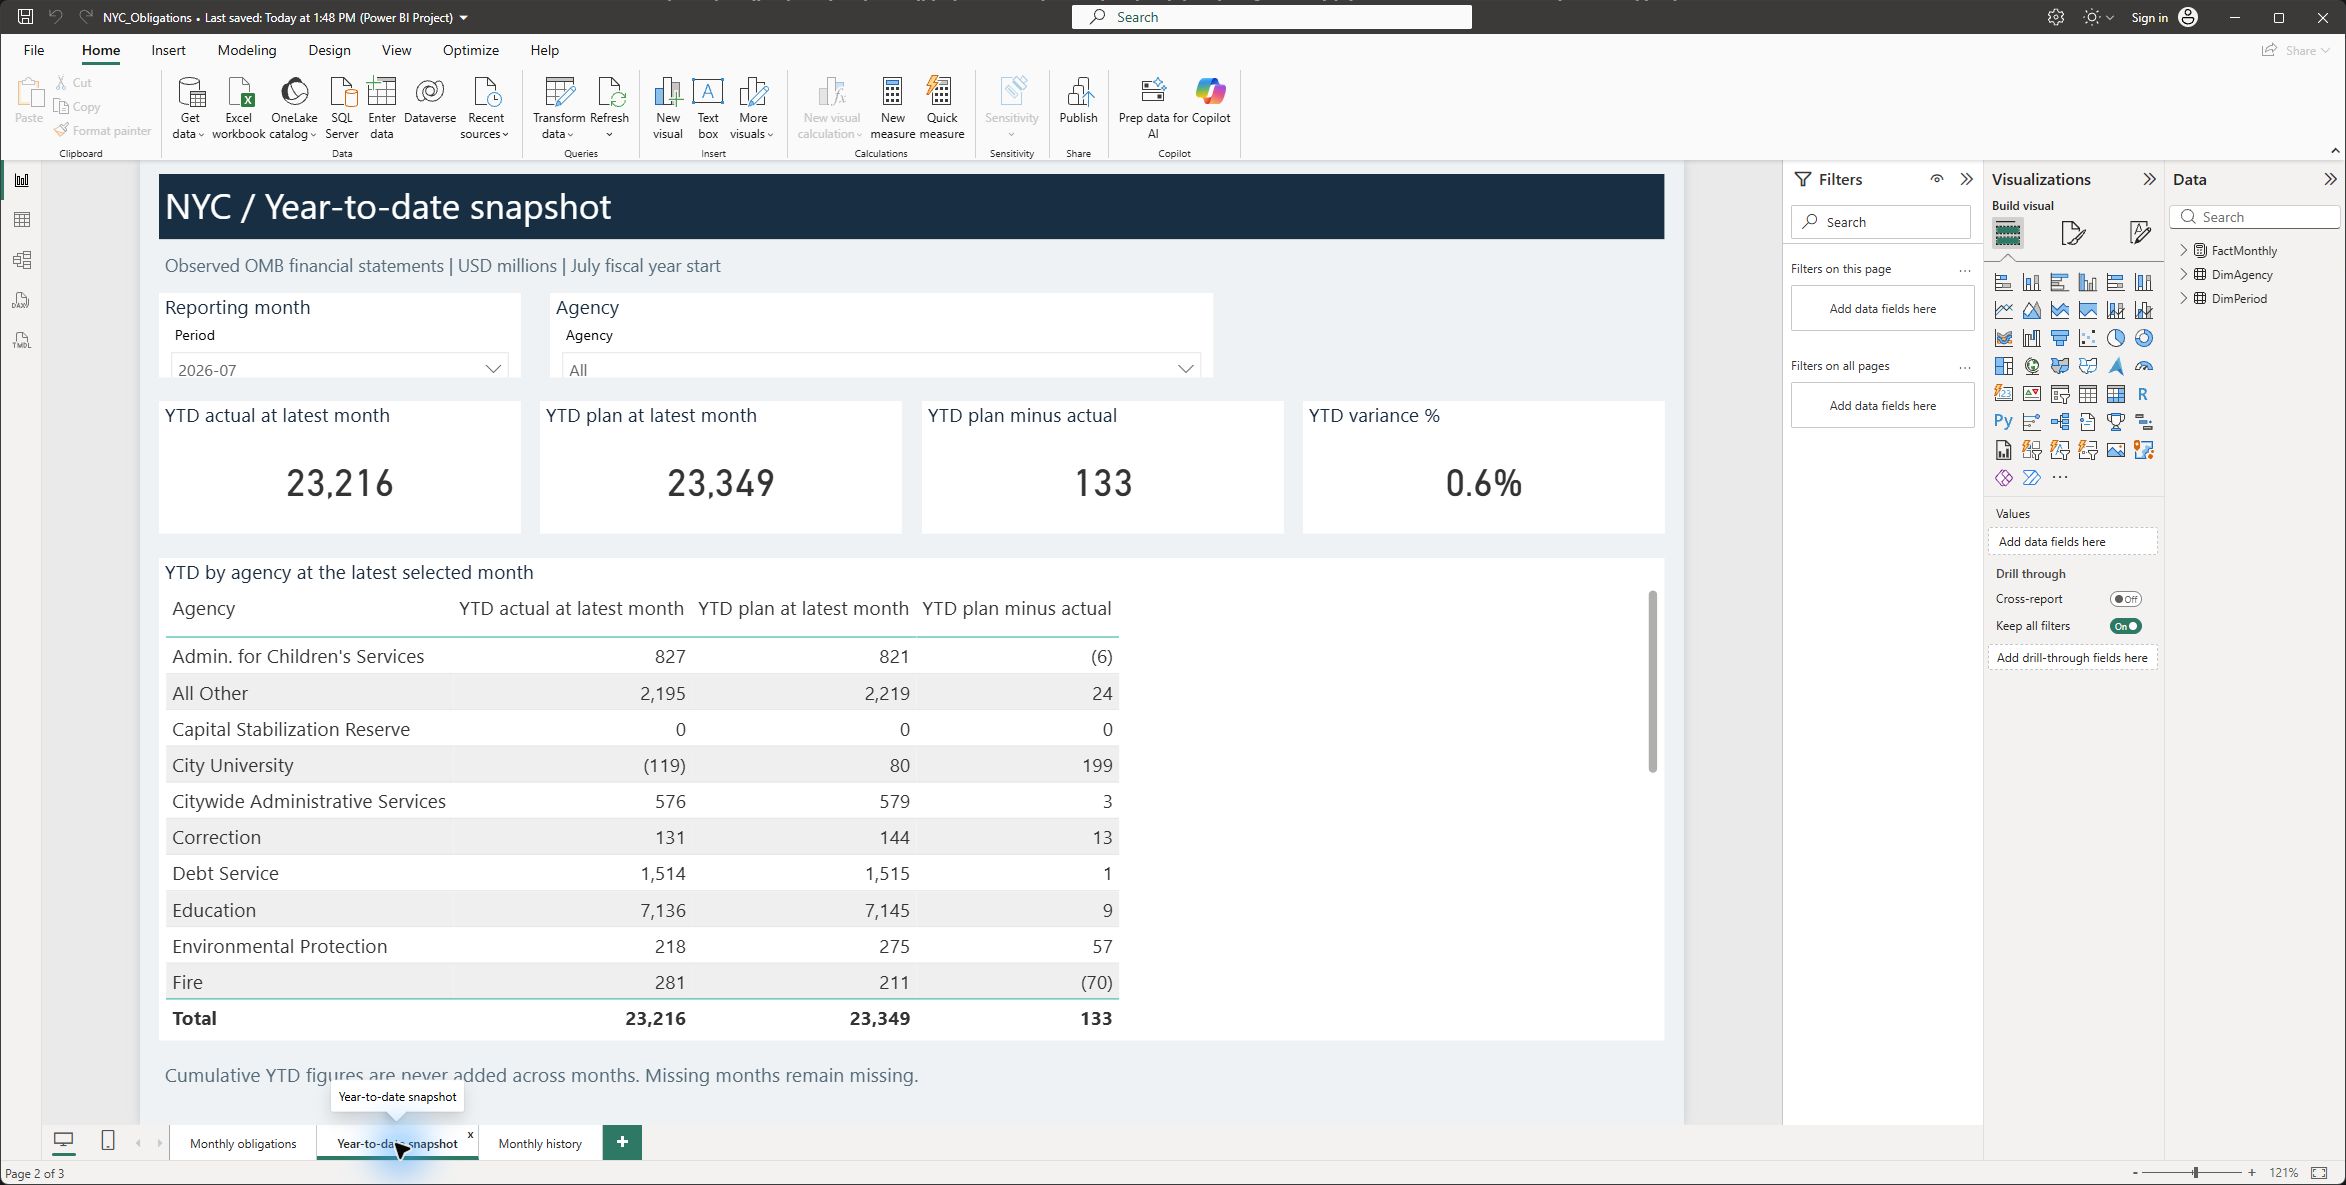 NYC_Obligations • Last saved: Today at 1:48 PM (Power BI Project)
Search
Sign in
File Home Insert Modeling Design View Optimize Help
Share
Paste
Cut
Copy
Format painter
Clipboard
Get data
Excel workbook
OneLake catalog
SQL Server
Enter data
Dataverse
Recent sources
Data
Transform data
Refresh
Queries
New visual
Text box
More visuals
Insert
New visual calculation
New measure
Quick measure
Calculations
Sensitivity
Sensitivity
Publish
Share
Prep data for AI
Copilot
Copilot
DAX
TMDL
NYC / Year-to-date snapshot
Observed OMB financial statements | USD millions | July fiscal year start
Reporting month
Period
2026-07
Agency
Agency
All
YTD actual at latest month
23,216
YTD plan at latest month
23,349
YTD plan minus actual
133
YTD variance %
0.6%
YTD by agency at the latest selected month
Agency YTD actual at latest month YTD plan at latest month YTD plan minus actual
Admin. for Children's Services 827 821 (6)
All Other 2,195 2,219 24
Capital Stabilization Reserve 0 0 0
City University (119) 80 199
Citywide Administrative Services 576 579 3
Correction 131 144 13
Debt Service 1,514 1,515 1
Education 7,136 7,145 9
Environmental Protection 218 275 57
Fire 281 211 (70)
Total 23,216 23,349 133
Cumulative YTD figures are never added across months. Missing months remain missing.
Year-to-date snapshot
Monthly obligations
Year-to-date snapshot x
Monthly history
+
Page 2 of 3
- + 121%
Filters
Search
Filters on this page ...
Add data fields here
Filters on all pages ...
Add data fields here
Visualizations
Build visual
123
R
Py
...
Values
Add data fields here
Drill through
Cross-report Off
Keep all filters On
Add drill-through fields here
Data
Search
FactMonthly
DimAgency
DimPeriod